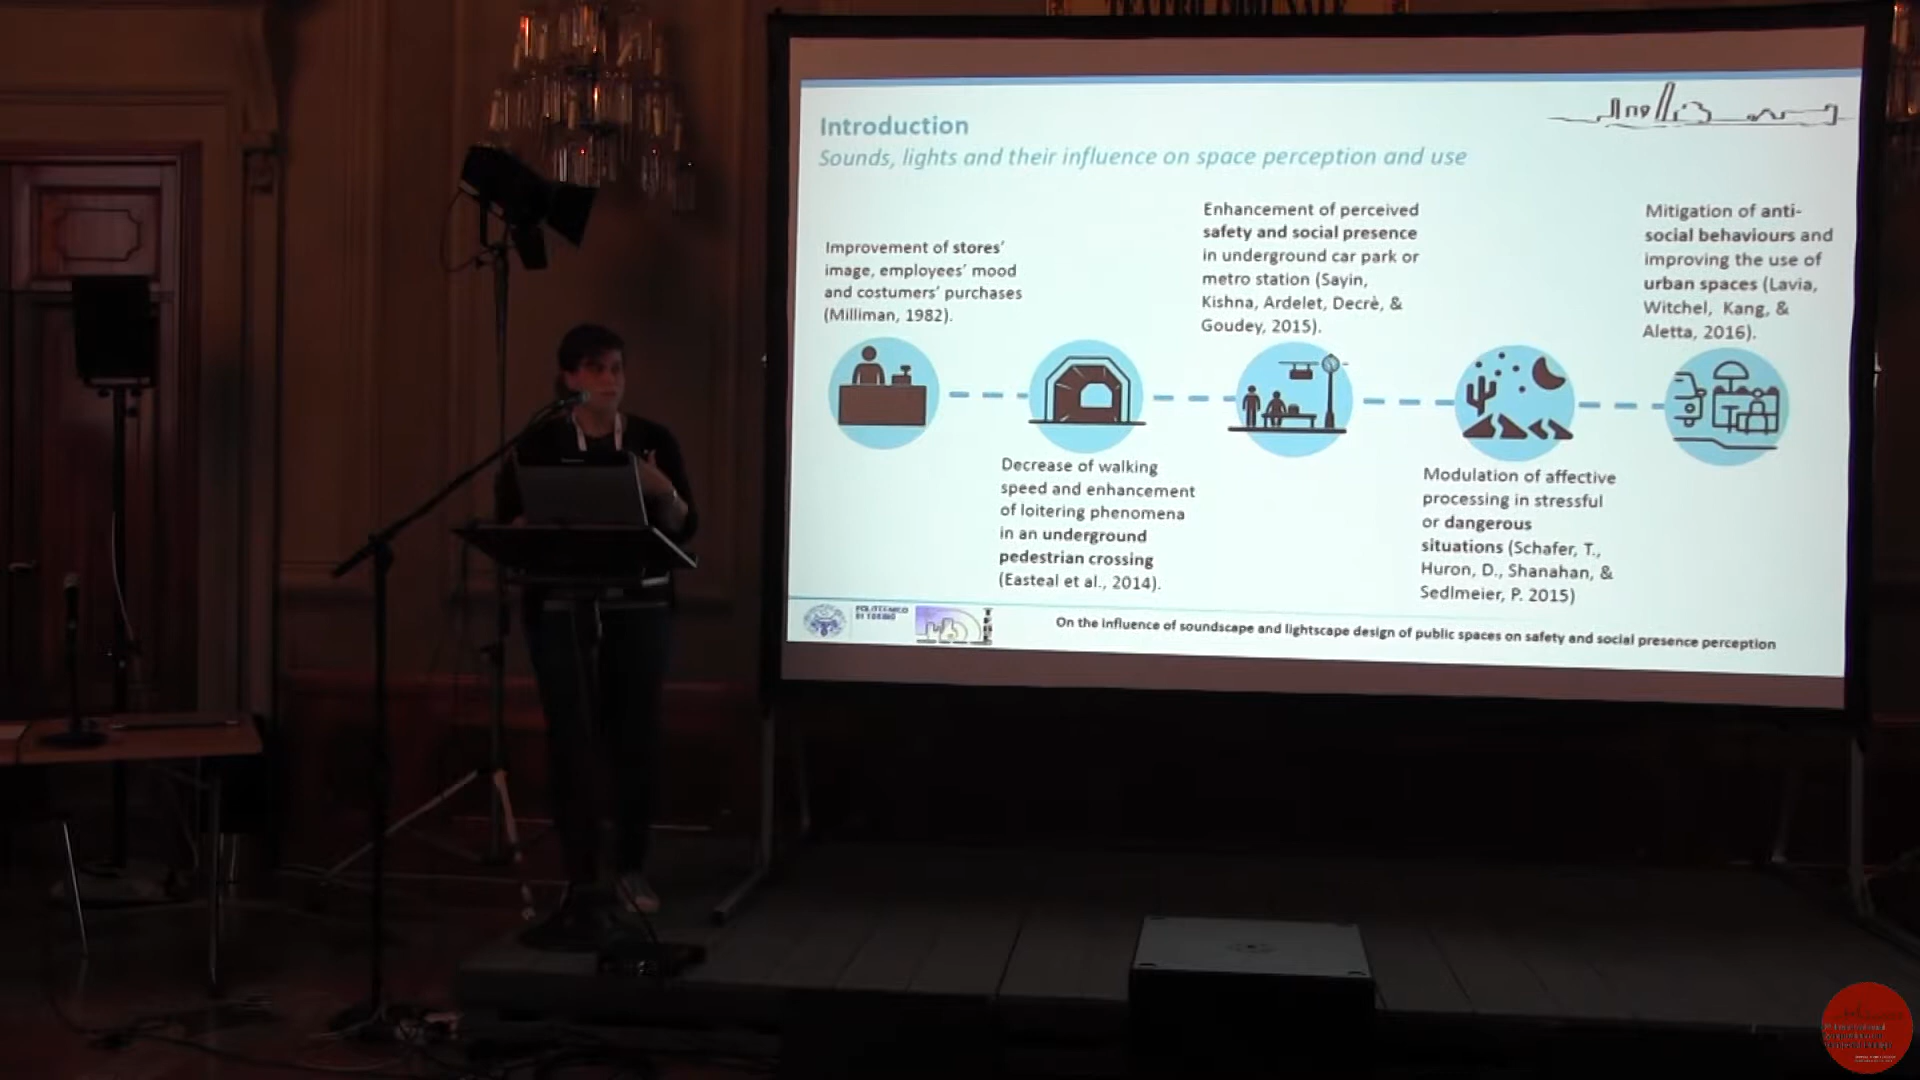 Introduction
Sounds, lights and their influence on space perception and use
Improvement of stores'
image, employees' mood
and costumers' purchases
(Milliman, 1982).
Decrease of walking
speed and enhancement
of loitering phenomena
in an underground
pedestrian crossing
(Easteal et al., 2014).
Enhancement of perceived
safety and social presence
in underground car park or
metro station (Sayin,
Kishna, Ardelet, Decrè, &
Goudey, 2015).
Modulation of affective
processing in stressful
or dangerous
situations (Schafer, T.,
Huron, D., Shanahan, &
Sedlmeier, P. 2015)
Mitigation of anti-
social behaviours and
improving the use of
urban spaces (Lavia,
Witchel, Kang, &
Aletta, 2016).
POLITECNICO
DI TORINO
On the influence of soundscape and lightscape design of public spaces on safety and social presence perception